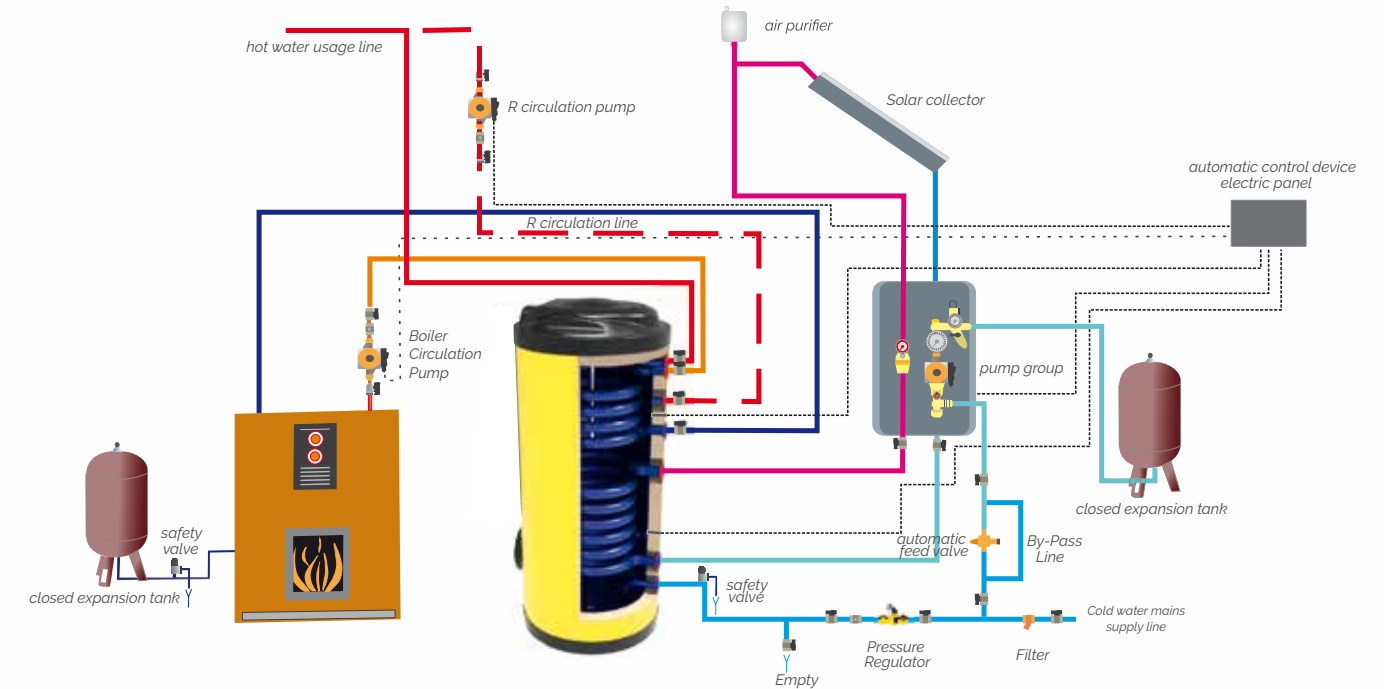 air purifier
hot water usage line
Solar collector
R circulation pump
automatic control device
electric panel
R circulation line
Boiler
Circulation
Pump
pump group
closed expansion tank
safety
valve
automatic
feed valve
By-Pass
Line
closed expansion tank
safety
valve
Cold water mains
supply line
Pressure
Regulator
Filter
Empty